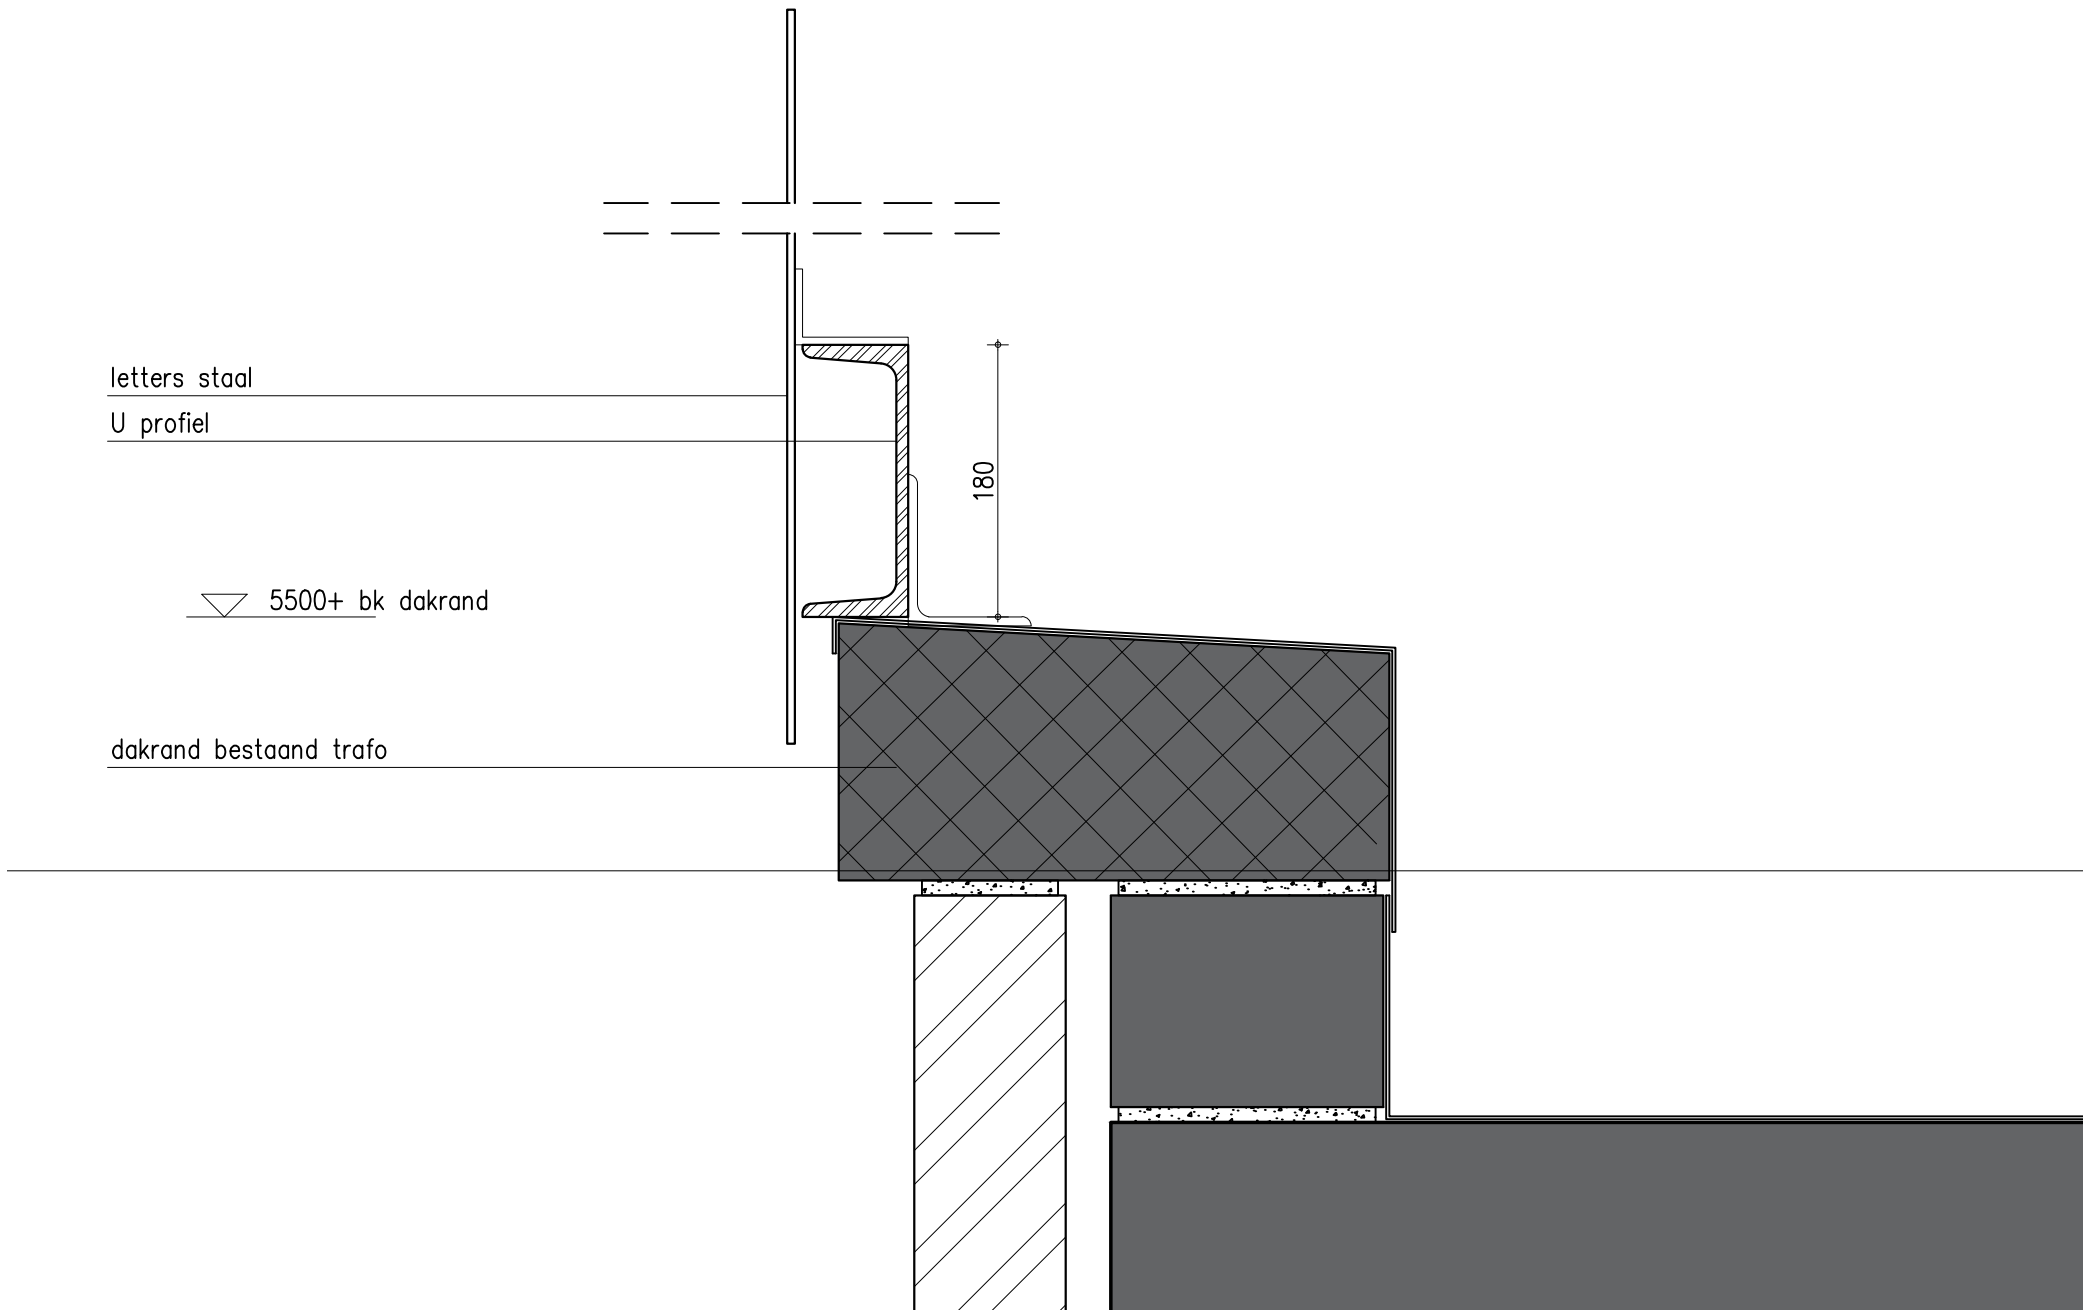 letters staal
U profiel
180
5500+ bk dakrand
dakrand bestaand trafo